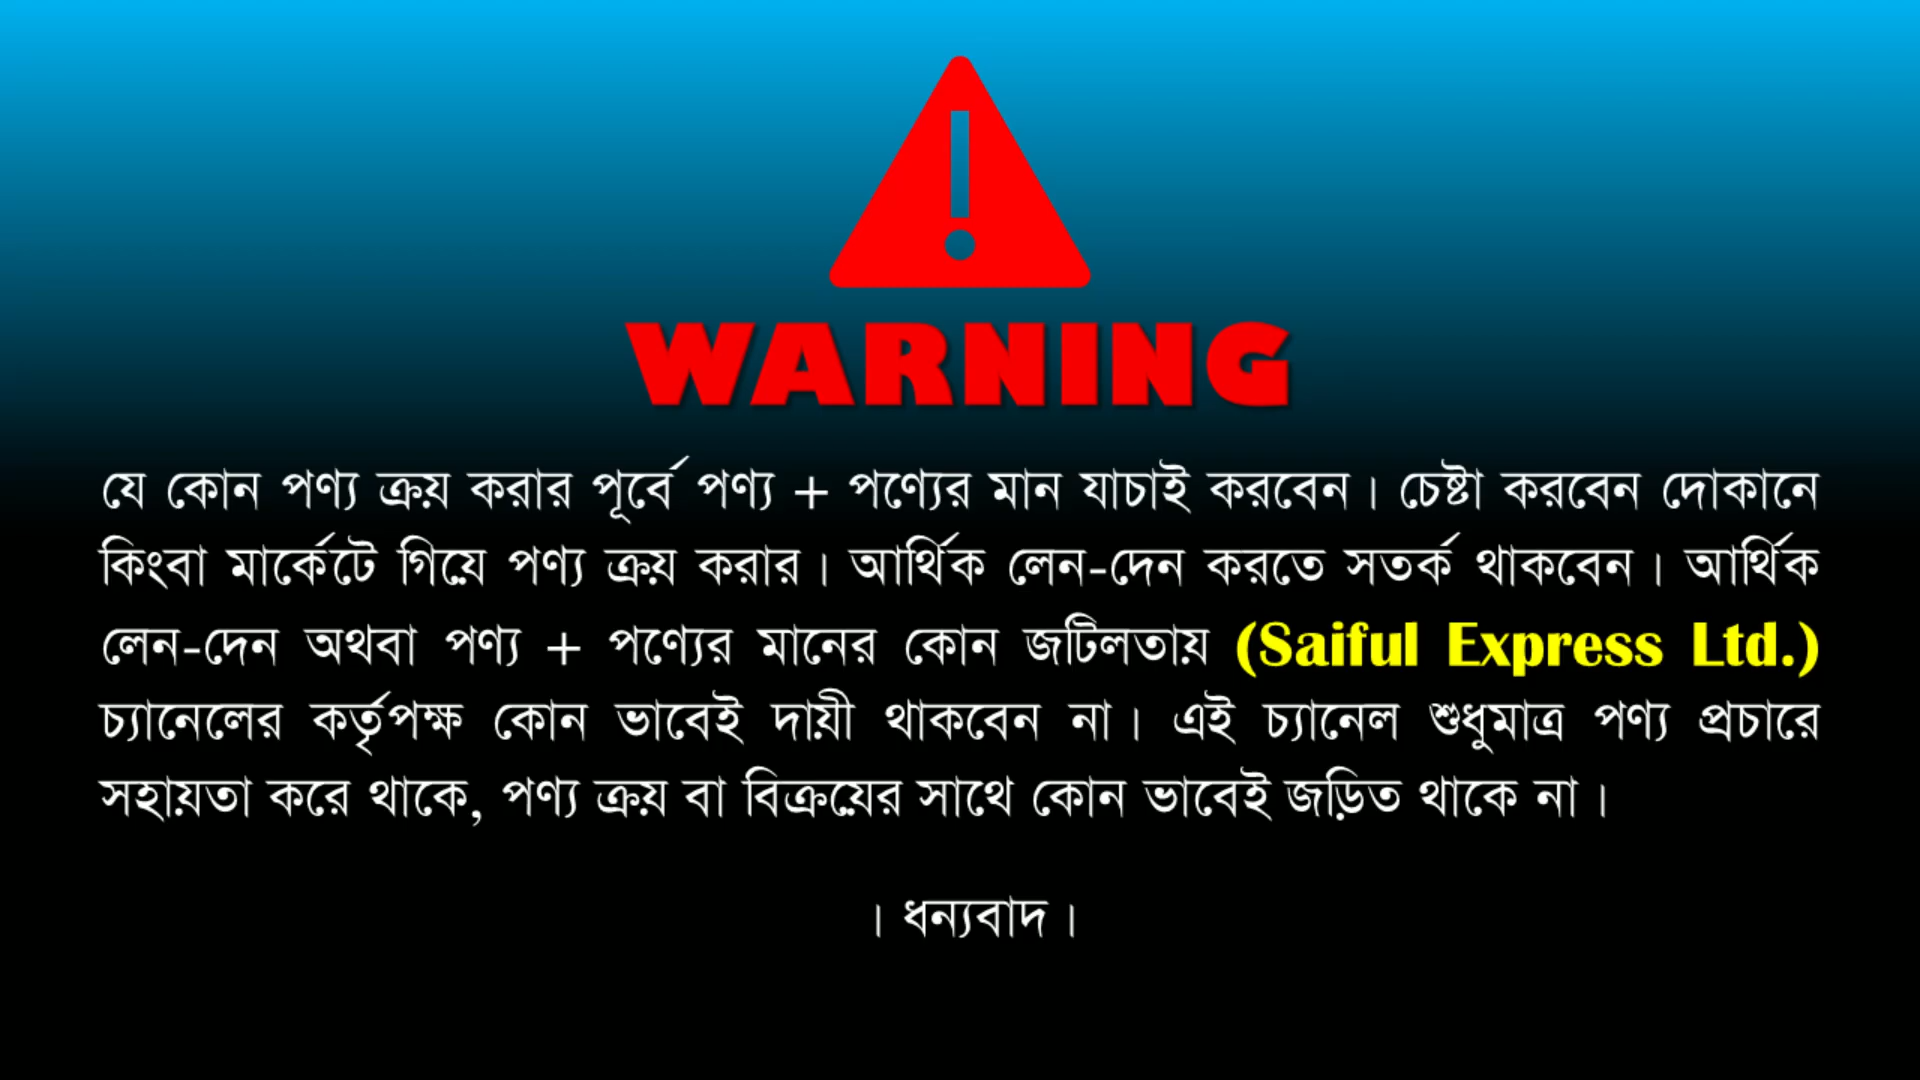 WARNING
যে কোন পণ্য ক্রয় করার পূর্বে পণ্য + পণ্যের মান যাচাই করবেন। চেষ্টা করবেন দোকানে
কিংবা মার্কেটে গিয়ে পণ্য ক্রয় করার। আর্থিক লেন-দেন করতে সতর্ক থাকবেন। আর্থিক
লেন-দেন অথবা পণ্য + পণ্যের মানের কোন জটিলতায় (Saiful Express Ltd.)
চ্যানেলের কর্তৃপক্ষ কোন ভাবেই দায়ী থাকবেন না। এই চ্যানেল শুধুমাত্র পণ্য প্রচারে
সহায়তা করে থাকে, পণ্য ক্রয় বা বিক্রয়ের সাথে কোন ভাবেই জড়িত থাকে না।
। ধন্যবাদ ।